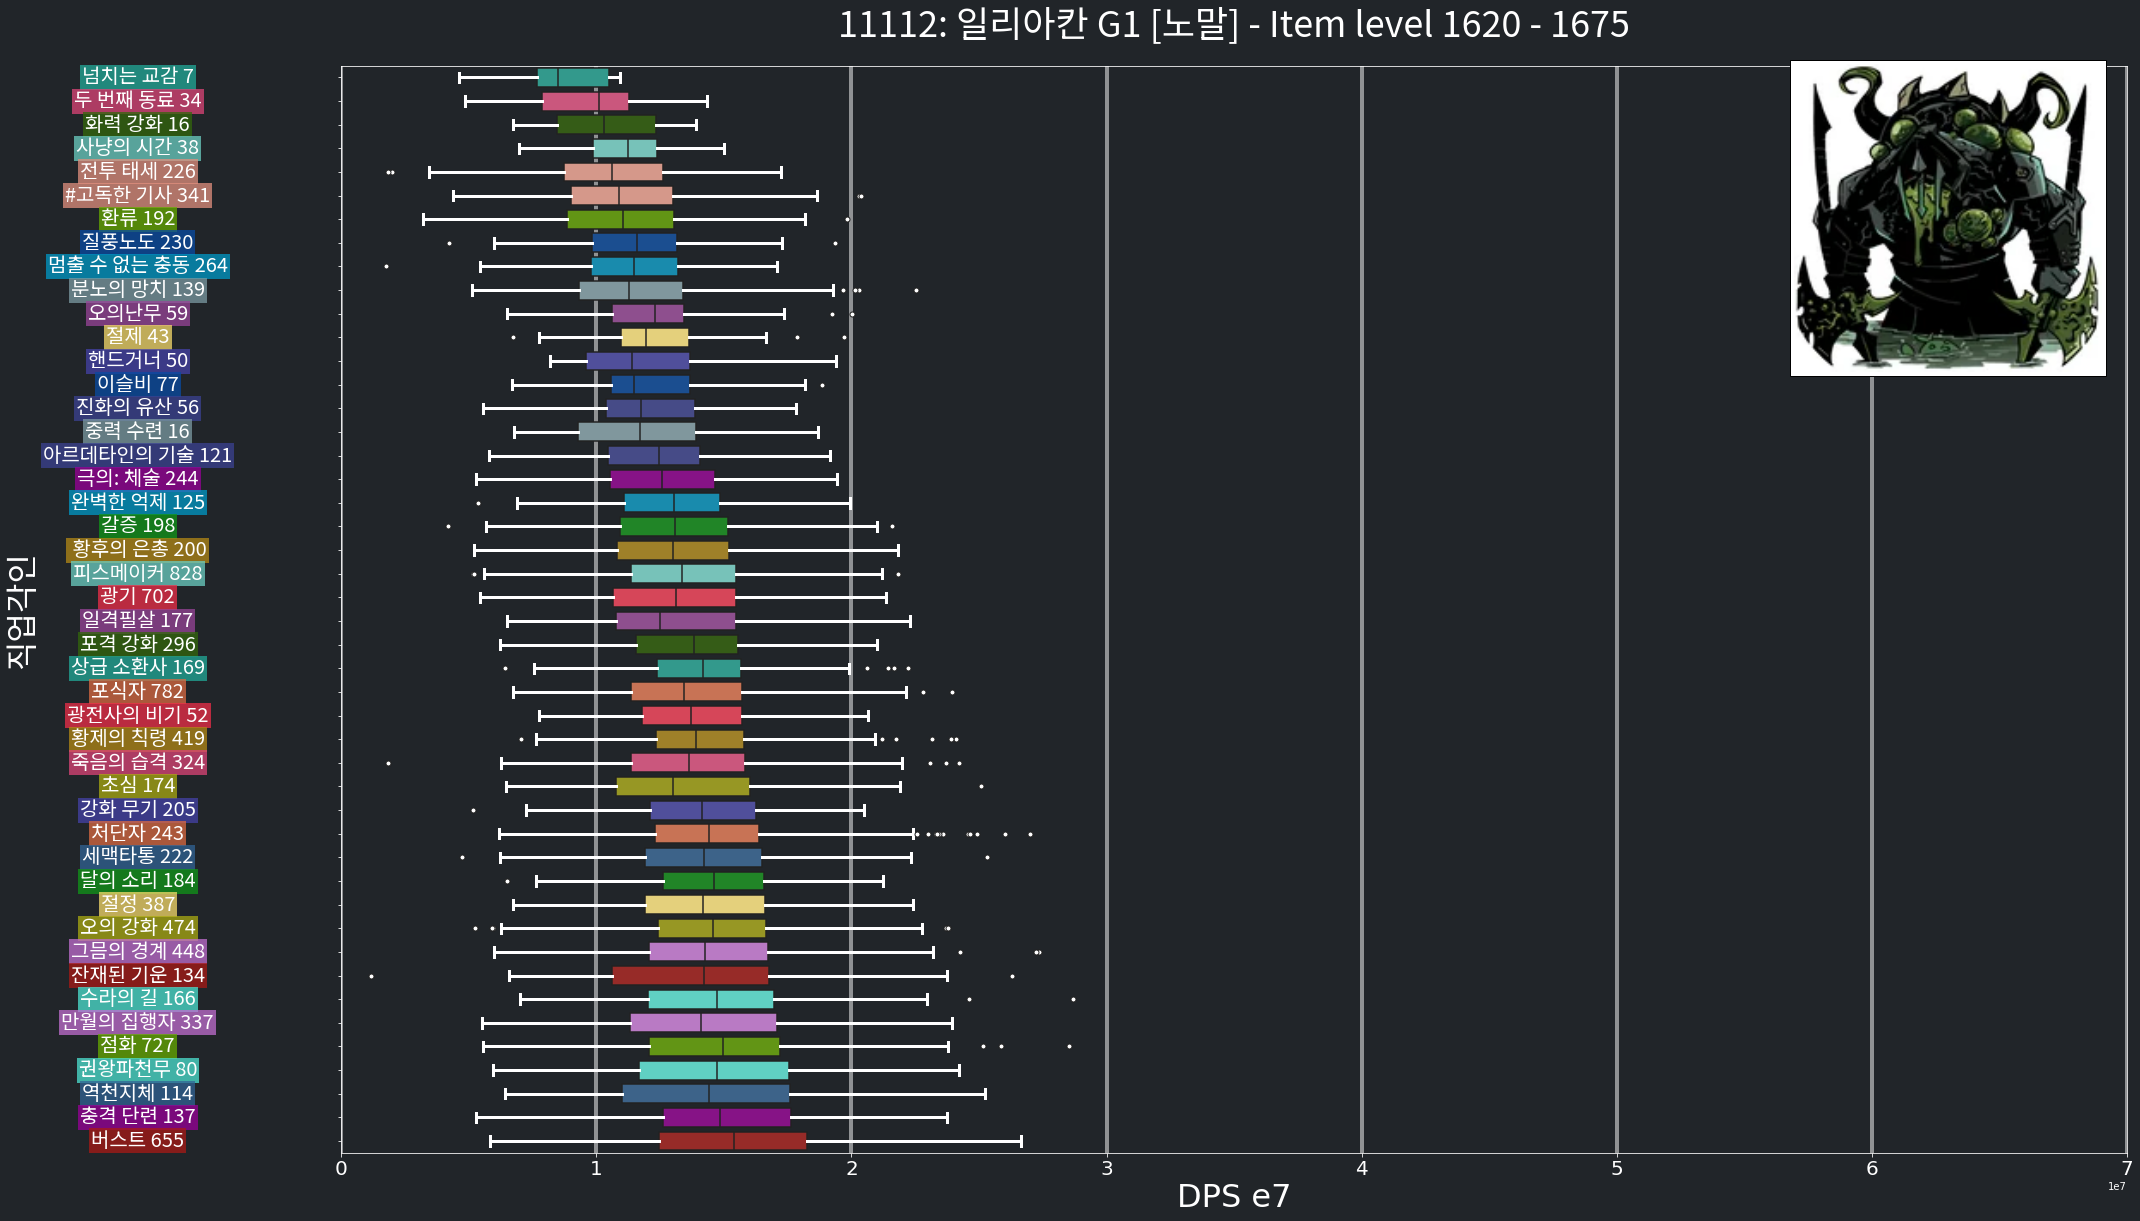 11112: 일리아칸 G1 [노말] - Item level 1620 - 1675
직업각인
넘치는 교감 7
두 번째 동료 34
화력 강화 16
사냥의 시간 38
전투 태세 226
#고독한 기사 341
환류 192
질풍노도 230
멈출 수 없는 충동 264
분노의 망치 139
오의난무 59
절제 43
핸드거너 50
이슬비 77
진화의 유산 56
중력 수련 16
아르데타인의 기술 121
극의: 체술 244
완벽한 억제 125
갈증 198
황후의 은총 200
피스메이커 828
광기 702
일격필살 177
포격 강화 296
상급 소환사 169
포식자 782
광전사의 비기 52
황제의 칙령 419
죽음의 습격 324
초심 174
강화 무기 205
처단자 243
세맥타통 222
달의 소리 184
절정 387
오의 강화 474
그믐의 경계 448
잔재된 기운 134
수라의 길 166
만월의 집행자 337
점화 727
권왕파천무 80
역천지체 114
충격 단련 137
버스트 655
0 1 2 3 4 5 6 7
DPS e7
1e7